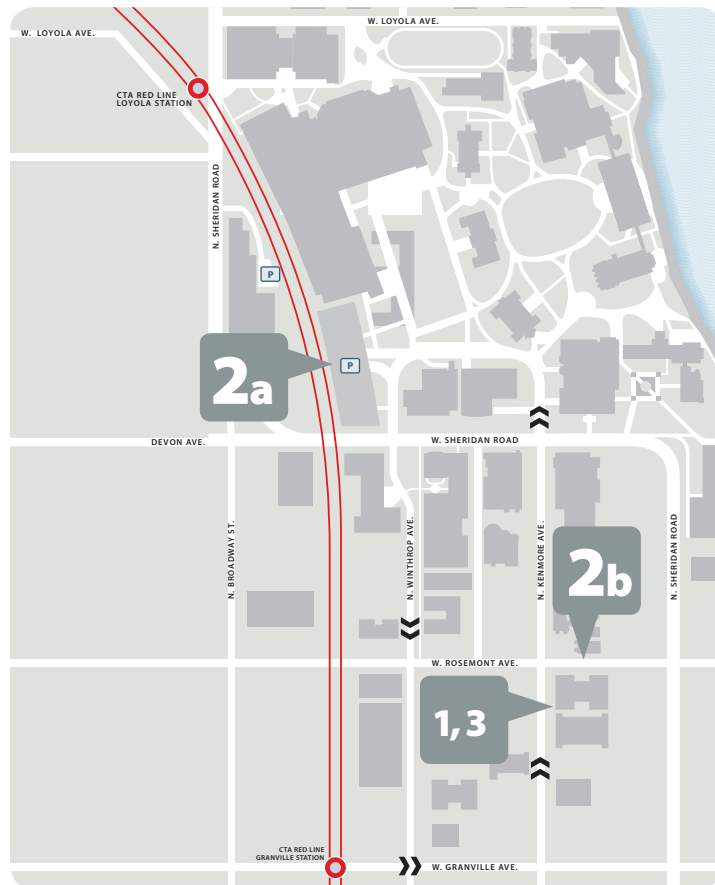 W. LOYOLA AVE.
W. LOYOLA AVE.
CTA RED LINE
LOYOLA STATION
N. SHERIDAN ROAD
P
P
2a
DEVON AVE.
W. SHERIDAN ROAD
N. BROADWAY ST.
N. WINTHROP AVE.
N. KENMORE AVE.
N. SHERIDAN ROAD
2b
W. ROSEMONT AVE.
1, 3
CTA RED LINE
GRANVILLE STATION
W. GRANVILLE AVE.